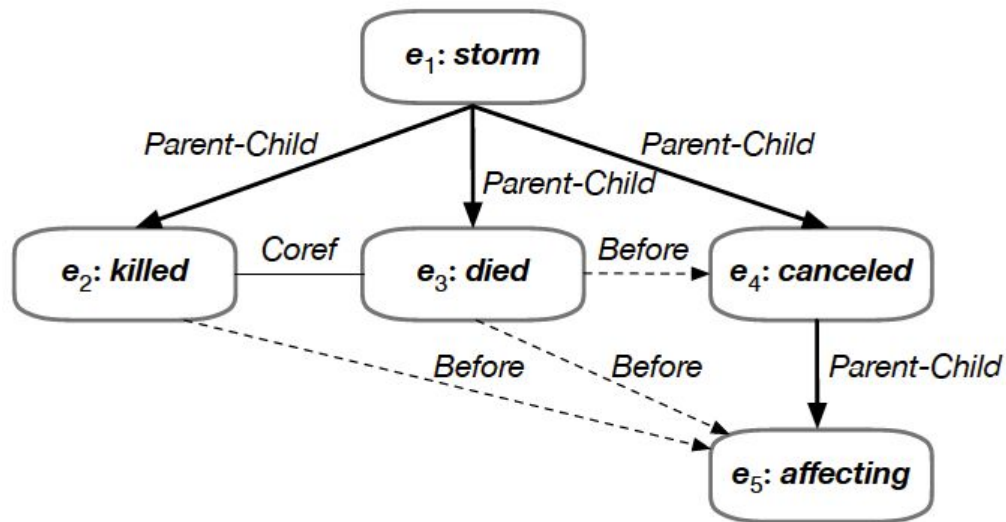 e₁: storm
Parent-Child
Parent-Child
Parent-Child
e₂: killed
Coref
e₃: died
Before
e₄: canceled
Before
Before
Parent-Child
e₅: affecting